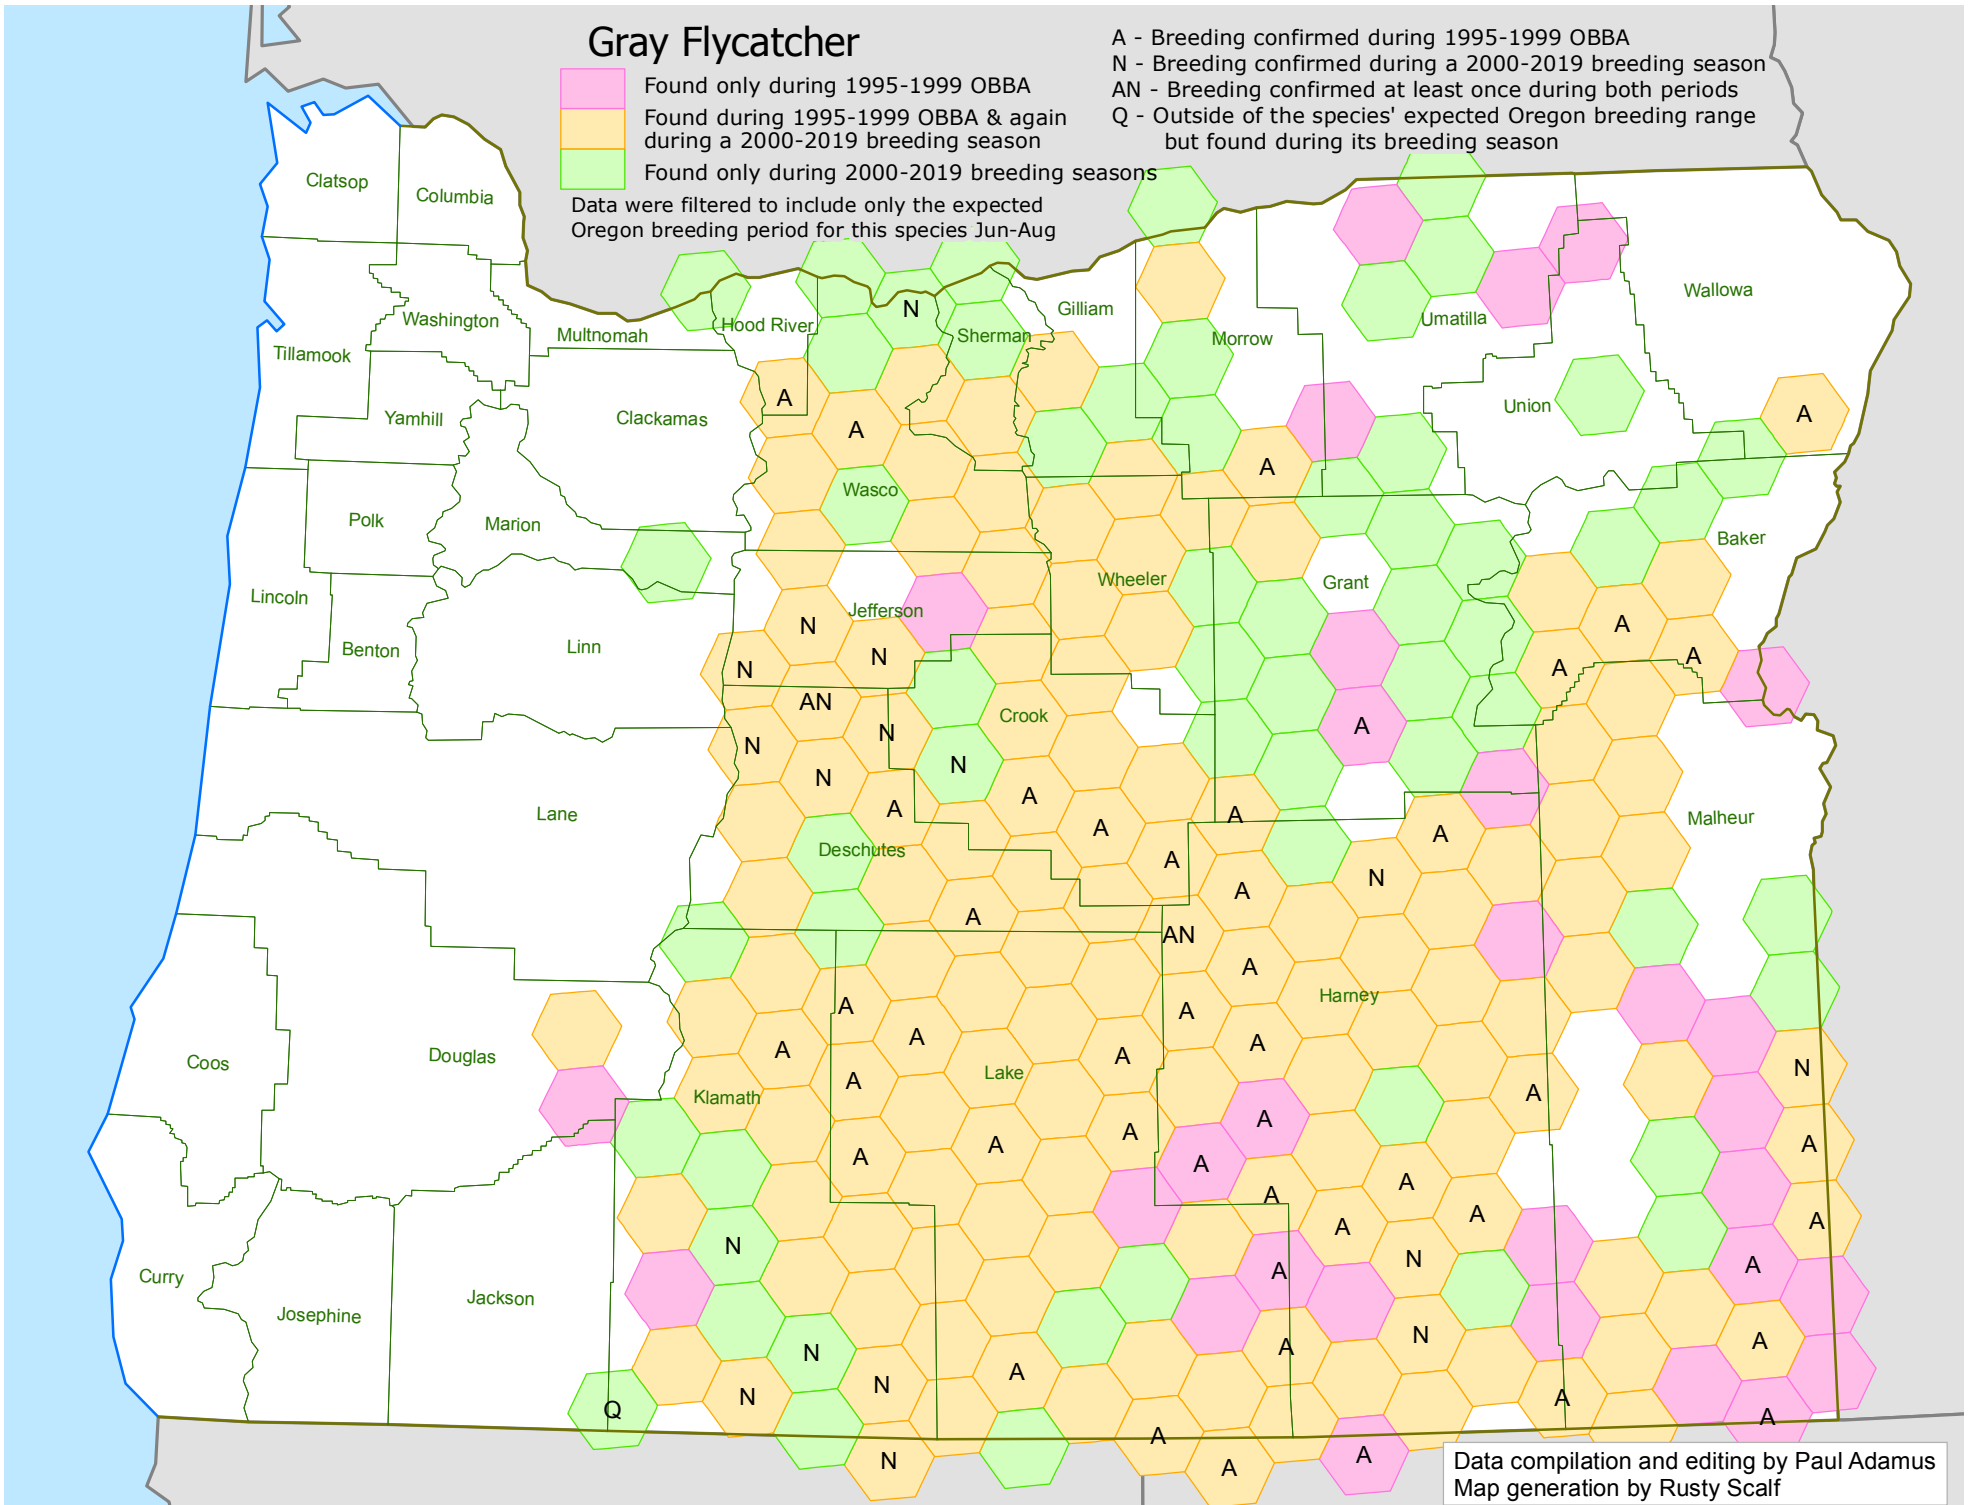 Gray Flycatcher
Found only during 1995-1999 OBBA
Found during 1995-1999 OBBA & again
during a 2000-2019 breeding season
Found only during 2000-2019 breeding seasons
Data were filtered to include only the expected
Oregon breeding period for this species Jun-Aug
A - Breeding confirmed during 1995-1999 OBBA
N - Breeding confirmed during a 2000-2019 breeding season
AN - Breeding confirmed at least once during both periods
Q - Outside of the species' expected Oregon breeding range
but found during its breeding season
Clatsop
Columbia
Wallowa
N
Gilliam
Washington
Hood River
Umatilla
Multnomah
Sherman
Morrow
Tillamook
A
Union
A
Yamhill
Clackamas
A
A
Wasco
Polk
Marion
Baker
Wheeler
Grant
Lincoln
Jefferson
N
A
Benton
Linn
N
A
N
A
AN
Crook
A
N
N
N
N
A
A
A
Malheur
Lane
A
A
A
Deschutes
A
N
A
A
AN
A
Harney
A
A
A
A
A
A
N
Coos
Douglas
Lake
A
A
Klamath
A
A
A
A
A
A
A
A
A
A
A
A
N
N
A
Curry
A
Jackson
Josephine
N
A
A
N
A
N
N
A
Q
A
A
N
A
A
Data compilation and editing by Paul Adamus
Map generation by Rusty Scalf